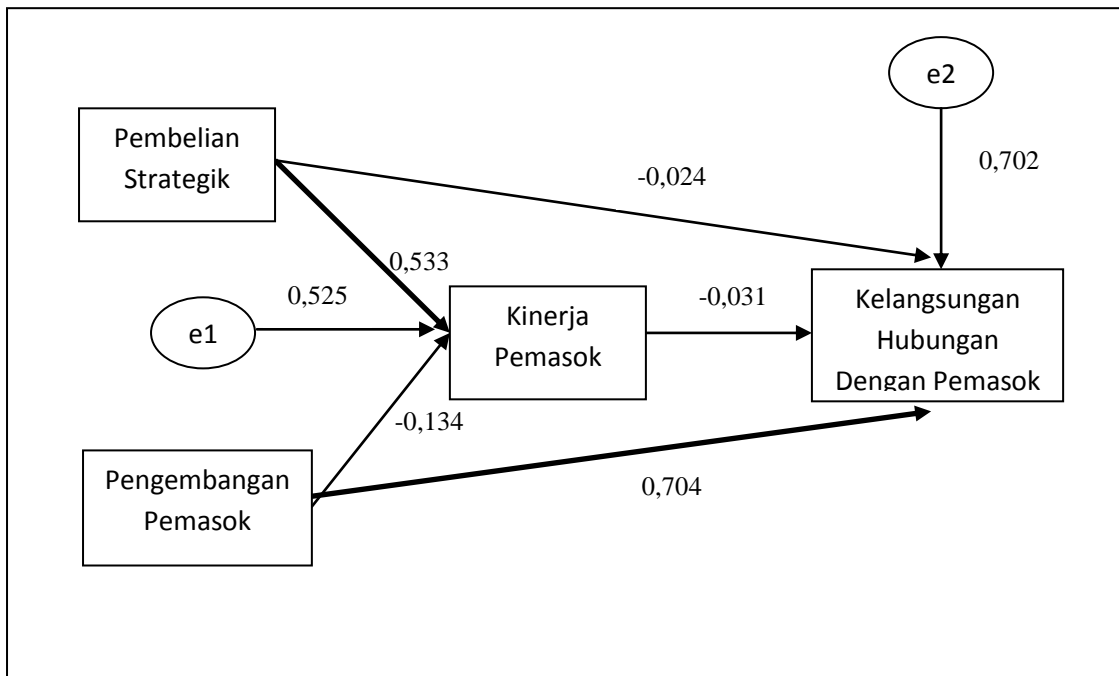 e2
Pembelian
Strategik
0,702
-0,024
0,533
0,525
e1
Kinerja
Pemasok
-0,031
Kelangsungan
Hubungan
Dengan Pemasok
-0,134
Pengembangan
Pemasok
0,704